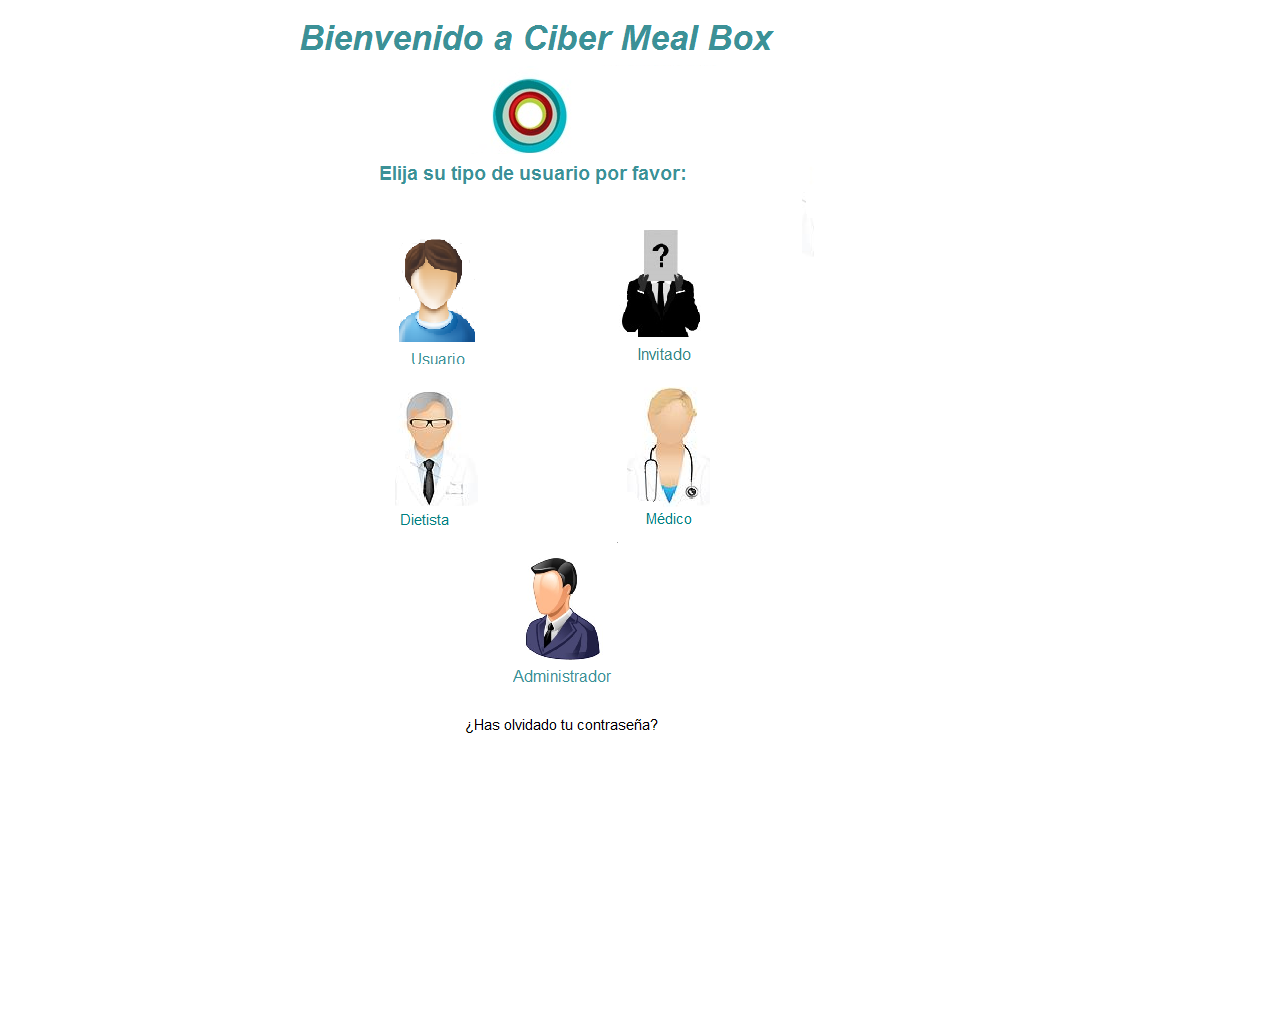 Bienvenido a Ciber Meal Box
Elija su tipo de usuario por favor:
?
Usuario
Invitado
Dietista
Médico
Administrador
¿Has olvidado tu contraseña?